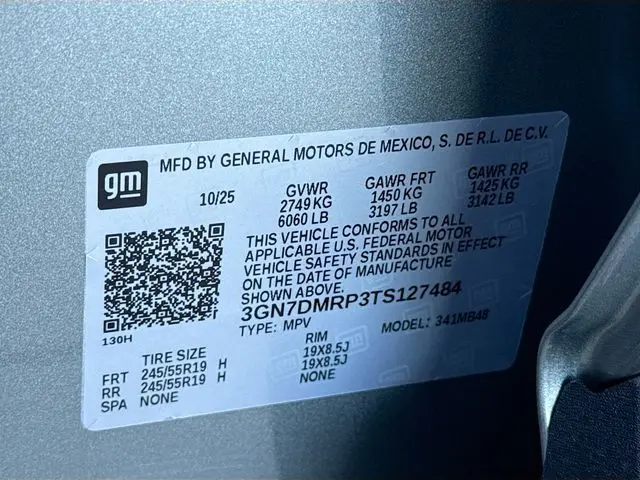 gm
MFD BY GENERAL MOTORS DE MEXICO, S. DE R.L. DE C.V.
10/25 GVWR GAWR FRT GAWR RR
2749 KG 1450 KG 1425 KG
6060 LB 3197 LB 3142 LB
THIS VEHICLE CONFORMS TO ALL
APPLICABLE U.S. FEDERAL MOTOR
VEHICLE SAFETY STANDARDS IN EFFECT
ON THE DATE OF MANUFACTURE
SHOWN ABOVE.
3GN7DMRP3TS127484
TYPE: MPV MODEL: 341MB48
130H
TIRE SIZE RIM
FRT 245/55R19 H 19X8.5J
RR 245/55R19 H 19X8.5J
SPA NONE NONE